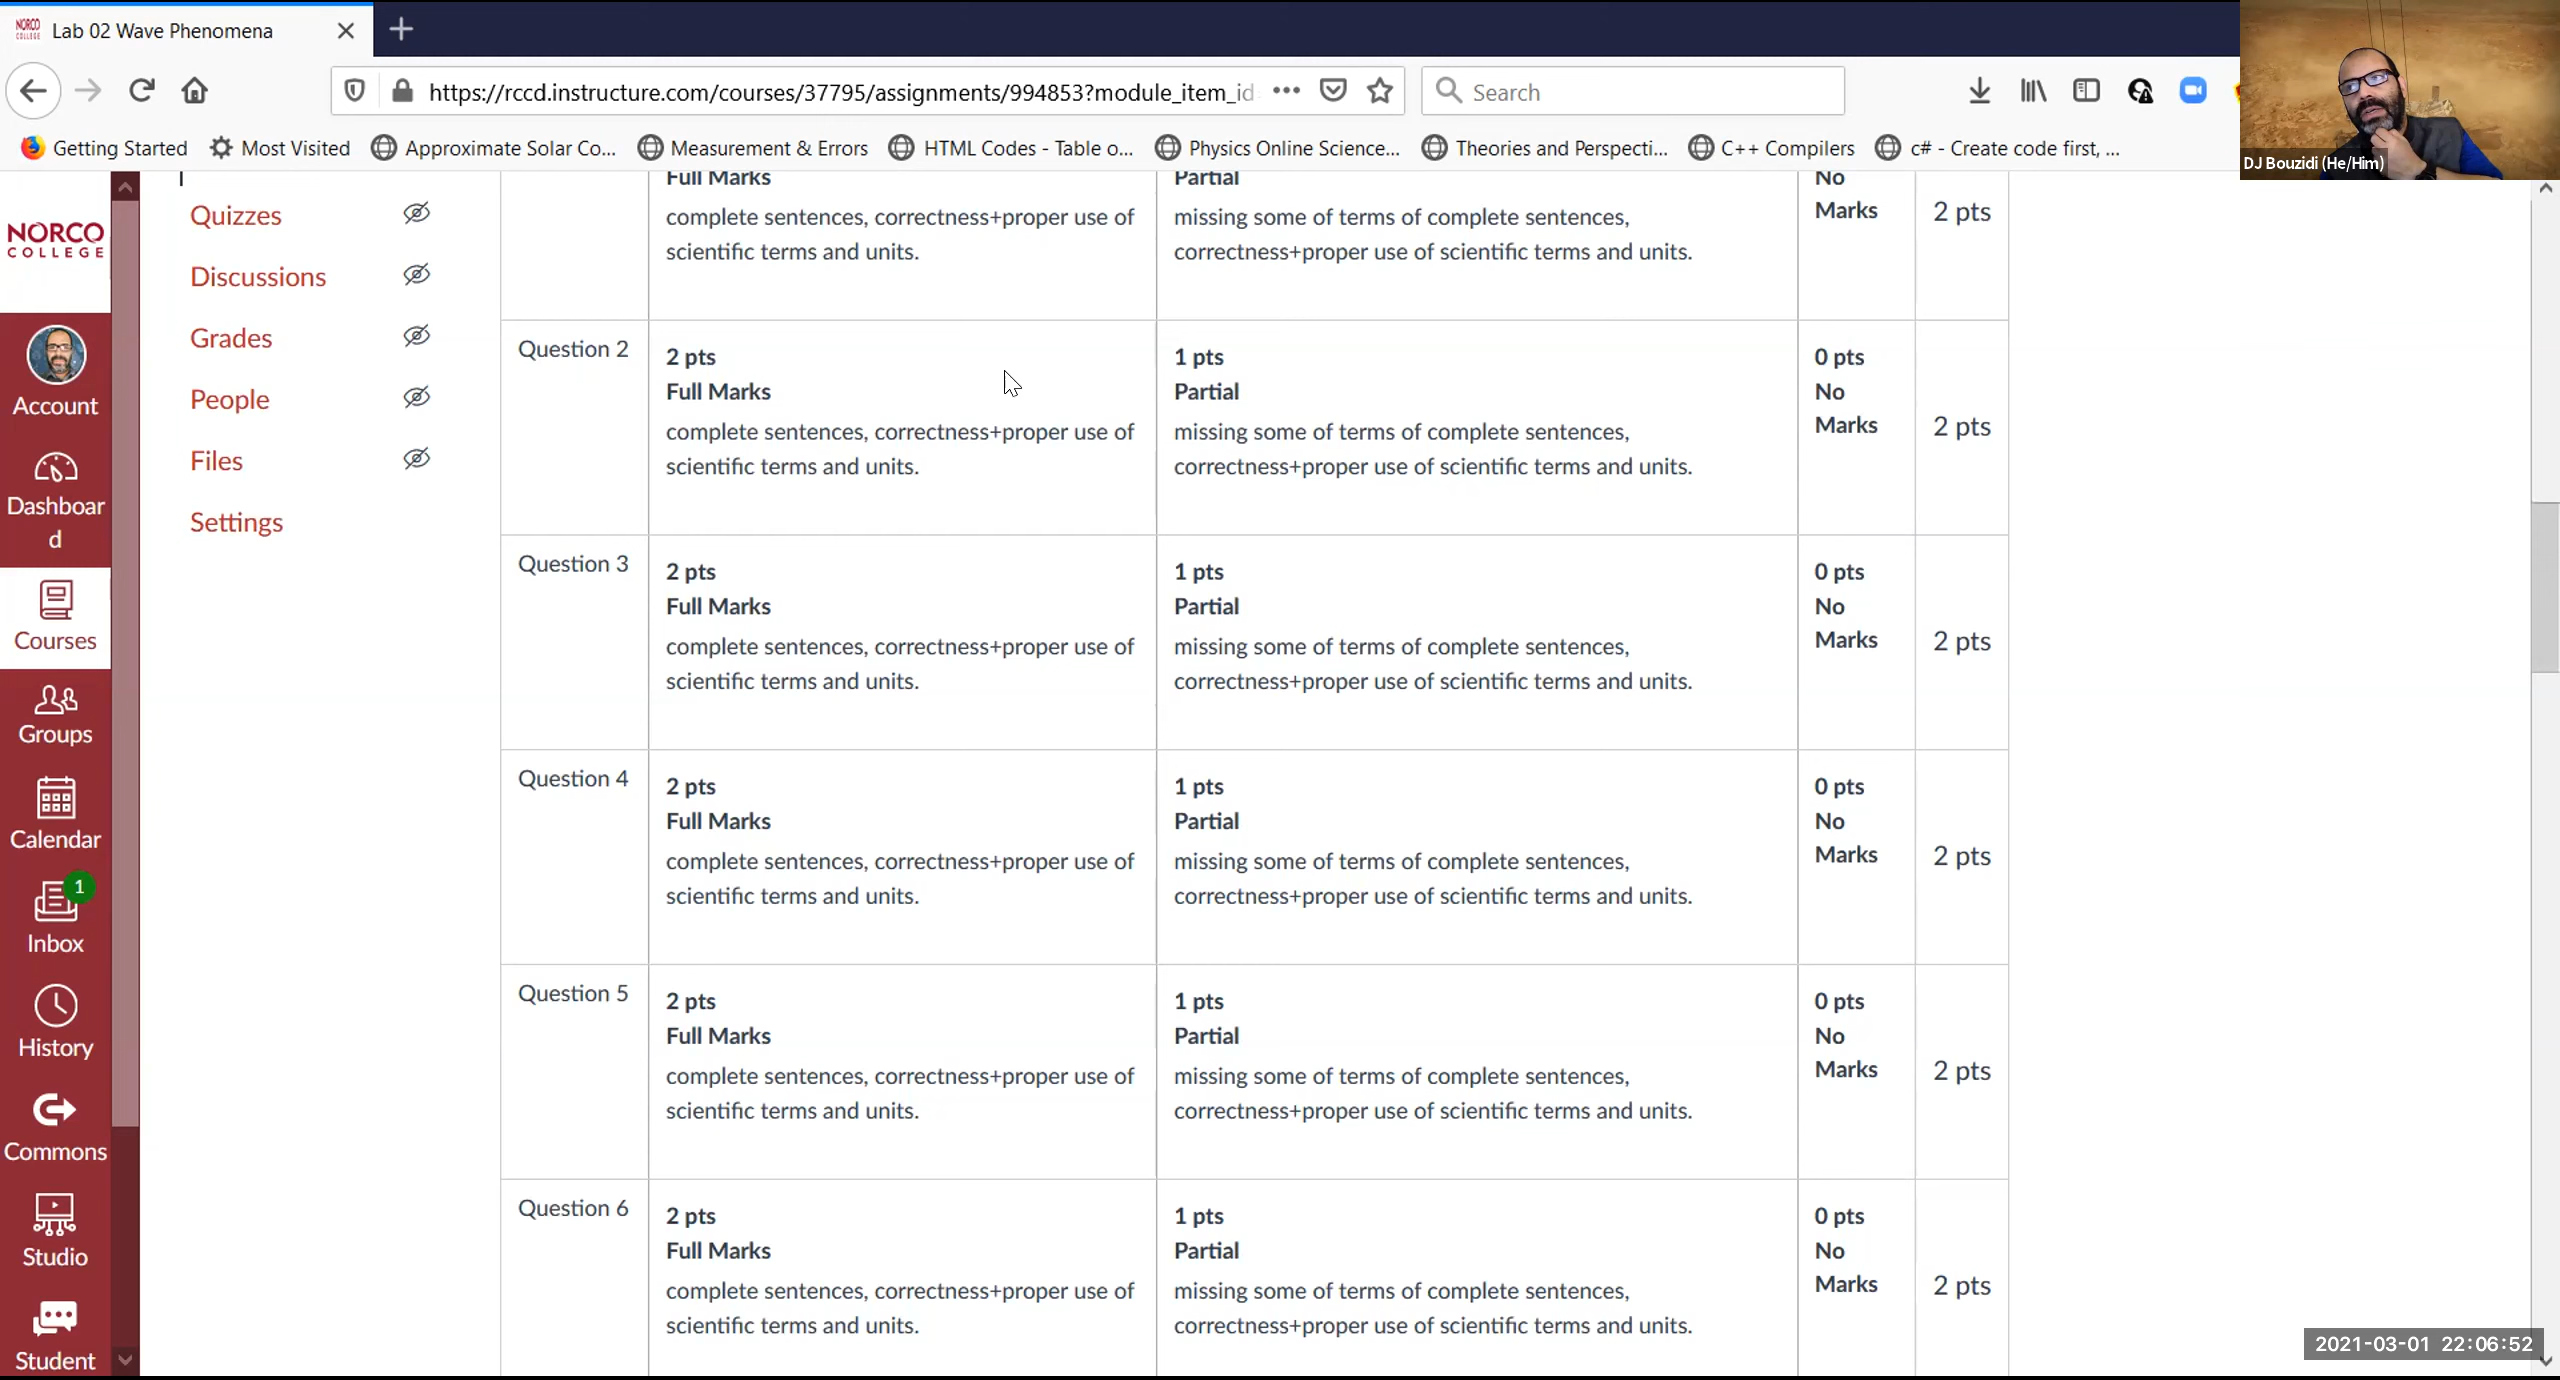 Lab 02 Wave Phenomena
https://rccd.instructure.com/courses/37795/assignments/994853?module_item_id
Search
Getting Started
Most Visited
Approximate Solar Co...
Measurement & Errors
HTML Codes - Table o...
Physics Online Science...
Theories and Perspecti...
C++ Compilers
c# - Create code first, ...
DJ Bouzidi (He/Him)
NORCO
COLLEGE
Account
Dashboar
d
Courses
Groups
Calendar
1
Inbox
History
Commons
Studio
Student
Quizzes
Discussions
Grades
People
Files
Settings
Full Marks
complete sentences, correctness+proper use of
scientific terms and units.
Partial
missing some of terms of complete sentences,
correctness+proper use of scientific terms and units.
No
Marks
2 pts
Question 2
2 pts
Full Marks
complete sentences, correctness+proper use of
scientific terms and units.
1 pts
Partial
missing some of terms of complete sentences,
correctness+proper use of scientific terms and units.
0 pts
No
Marks
2 pts
Question 3
2 pts
Full Marks
complete sentences, correctness+proper use of
scientific terms and units.
1 pts
Partial
missing some of terms of complete sentences,
correctness+proper use of scientific terms and units.
0 pts
No
Marks
2 pts
Question 4
2 pts
Full Marks
complete sentences, correctness+proper use of
scientific terms and units.
1 pts
Partial
missing some of terms of complete sentences,
correctness+proper use of scientific terms and units.
0 pts
No
Marks
2 pts
Question 5
2 pts
Full Marks
complete sentences, correctness+proper use of
scientific terms and units.
1 pts
Partial
missing some of terms of complete sentences,
correctness+proper use of scientific terms and units.
0 pts
No
Marks
2 pts
Question 6
2 pts
Full Marks
complete sentences, correctness+proper use of
scientific terms and units.
1 pts
Partial
missing some of terms of complete sentences,
correctness+proper use of scientific terms and units.
0 pts
No
Marks
2 pts
2021-03-01 22:06:52